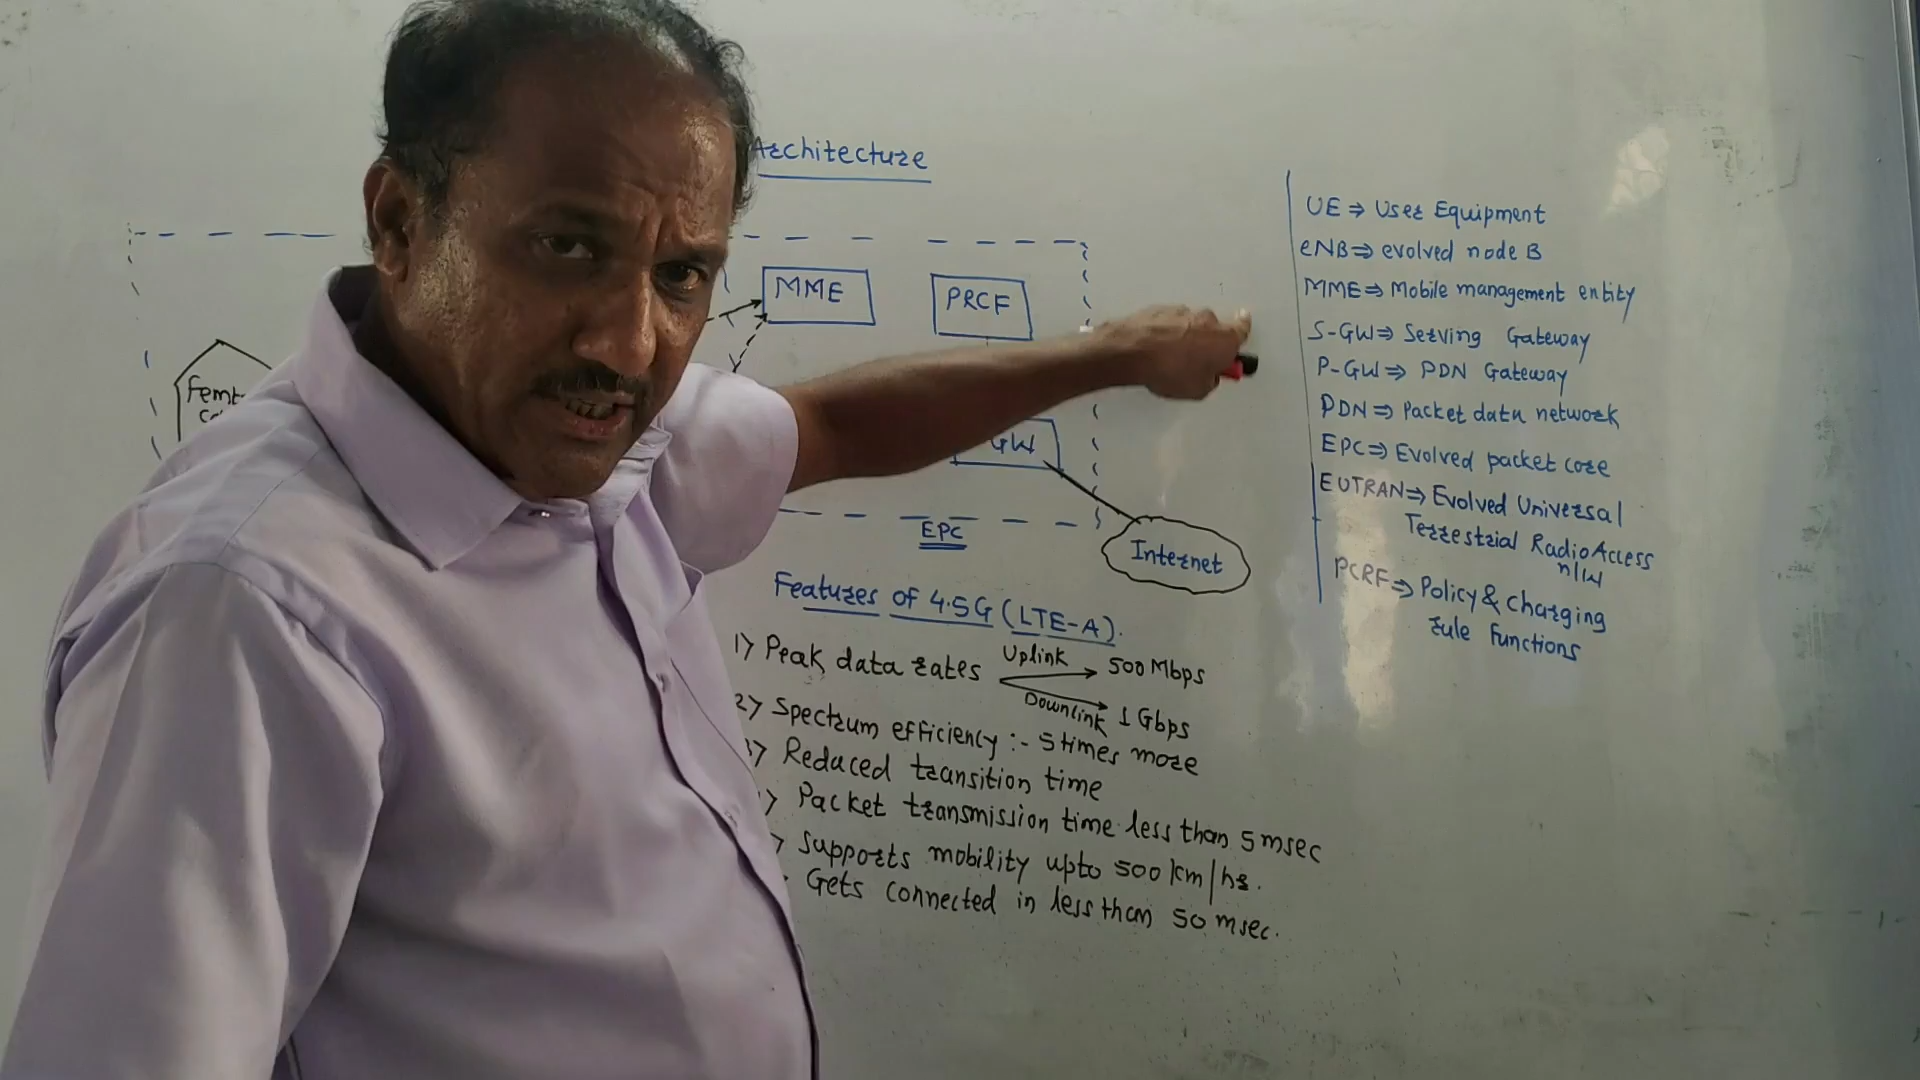 Architecture
MME
PRCF
Femt
GW
EPC
Internet
UE ⇒ User Equipment
eNB ⇒ evolved node B
MME ⇒ Mobile management entity
S-GW ⇒ Serving Gateway
P-GW ⇒ PDN Gateway
PDN ⇒ Packet data network
EPC ⇒ Evolved packet core
EUTRAN ⇒ Evolved Universal
Terrestrial Radio Access
n/w
PCRF ⇒ Policy & charging
rule functions
Features of 4.5G (LTE-A).
1) Peak data rates Uplink → 500 Mbps
Downlink → 1 Gbps
2) Spectrum efficiency :- 5 times more
3) Reduced transition time
) Packet transmission time less than 5 msec
) Supports mobility upto 500 km/hr.
Gets connected in less than 50 msec.